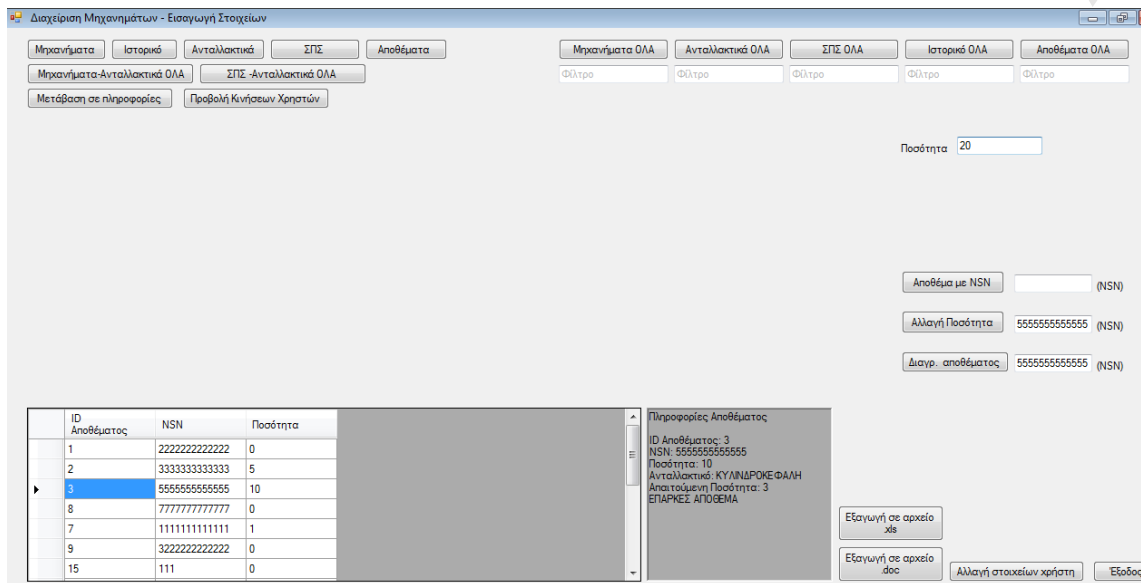 Διαχείριση Μηχανημάτων - Εισαγωγή Στοιχείων
Μηχανήματα Ιστορικό Ανταλλακτικά ΣΠΣ Αποθέματα Μηχανήματα ΟΛΑ Ανταλλακτικά ΟΛΑ ΣΠΣ ΟΛΑ Ιστορικό ΟΛΑ Αποθέματα ΟΛΑ
Μηχανήματα-Ανταλλακτικά ΟΛΑ ΣΠΣ -Ανταλλακτικά ΟΛΑ Φίλτρο Φίλτρο Φίλτρο Φίλτρο Φίλτρο
Μετάβαση σε πληροφορίες Προβολή Κινήσεων Χρηστών
Ποσότητα 20
Αποθέμα με NSN (NSN)
Αλλαγή Ποσότητα 5555555555555 (NSN)
Διαγρ. αποθέματος 5555555555555 (NSN)
ID Αποθέματος NSN Ποσότητα
1 2222222222222 0
2 3333333333333 5
3 5555555555555 10
8 7777777777777 0
7 1111111111111 1
9 3222222222222 0
15 111 0
Πληροφορίες Αποθέματος
ID Αποθέματος: 3
NSN: 5555555555555
Ποσότητα: 10
Ανταλλακτικό: ΚΥΛΙΝΔΡΟΚΕΦΑΛΗ
Απαιτούμενη Ποσότητα: 3
ΕΠΑΡΚΕΣ ΑΠΟΘΕΜΑ
Εξαγωγή σε αρχείο
.xls
Εξαγωγή σε αρχείο
.doc
Αλλαγή στοιχείων χρήστη Έξοδος